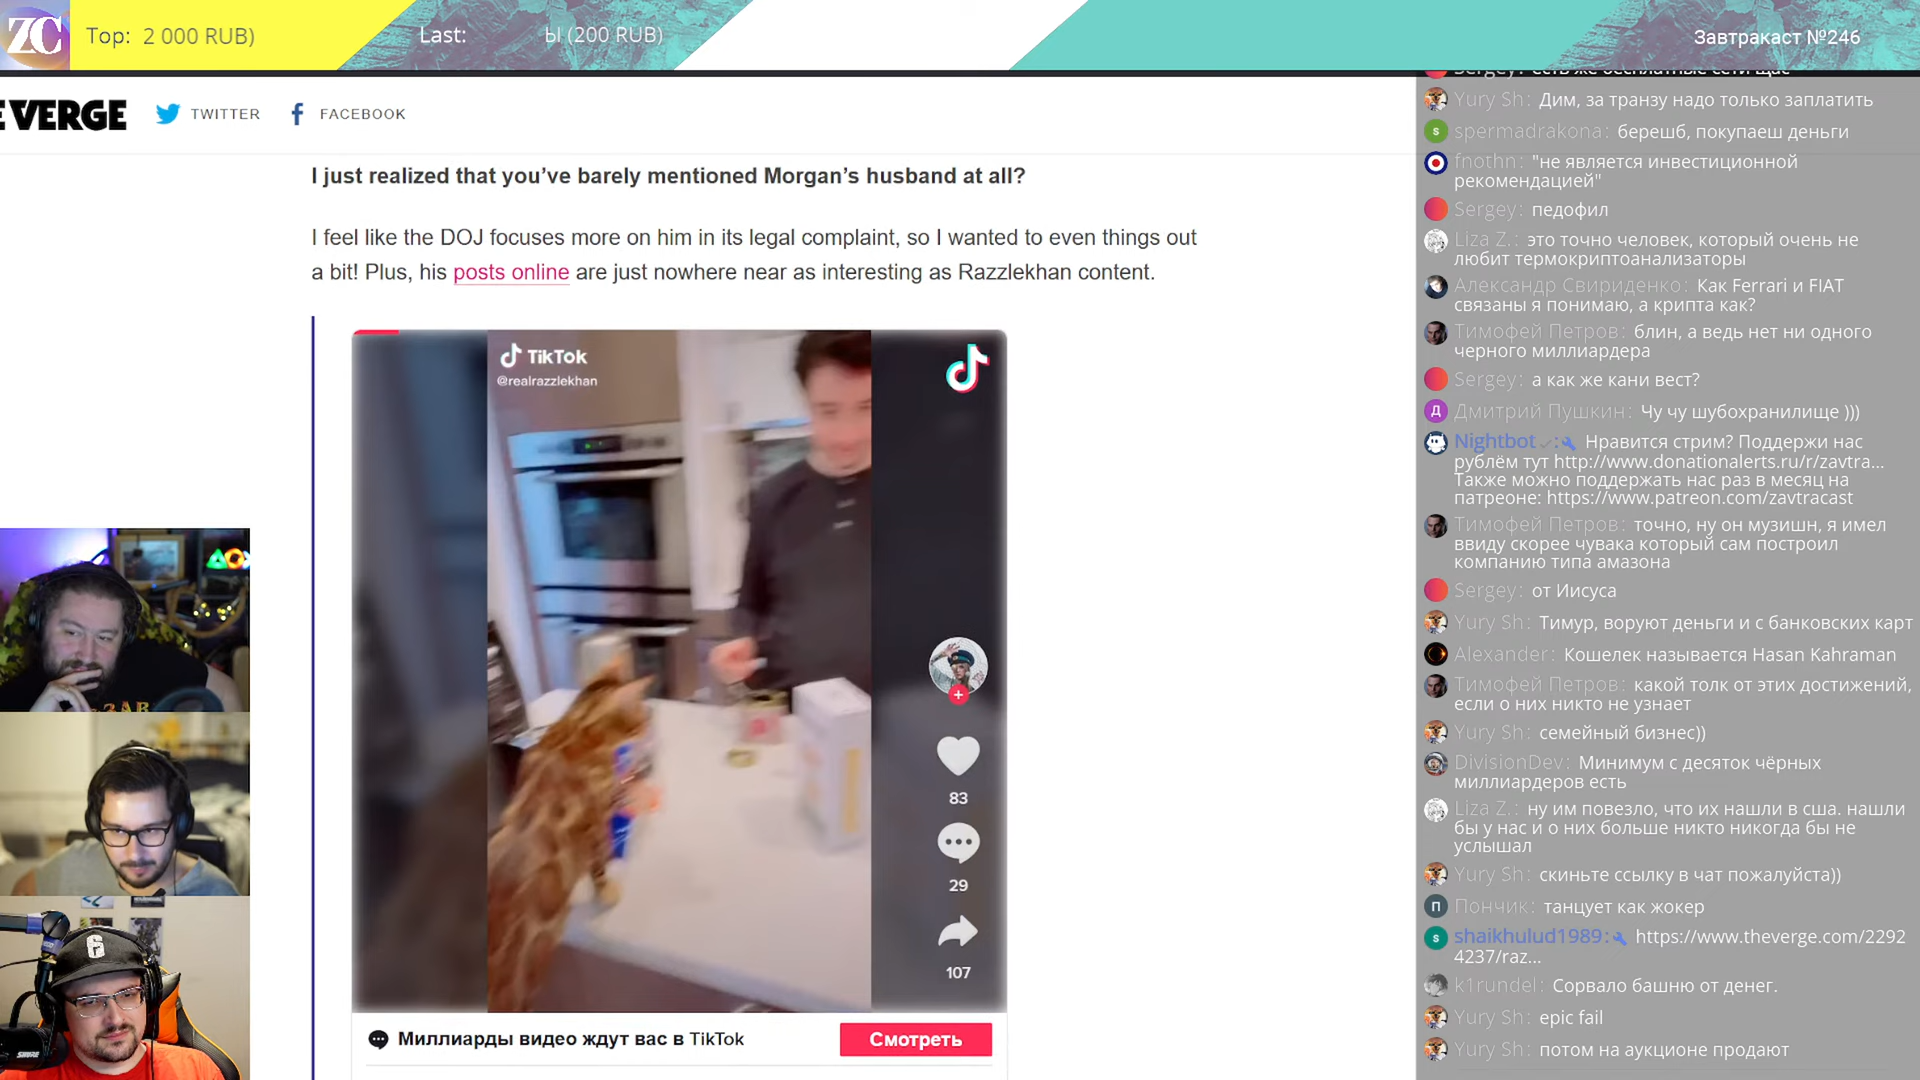 ZC Top: 2 000 RUB) Last: Ы (200 RUB) Завтракаст №246
E VERGE TWITTER FACEBOOK
I just realized that you’ve barely mentioned Morgan’s husband at all?
I feel like the DOJ focuses more on him in its legal complaint, so I wanted to even things out
a bit! Plus, his posts online are just nowhere near as interesting as Razzlekhan content.
TikTok
@realrazzlekhan
83
29
107
Миллиарды видео ждут вас в TikTok
Смотреть
Sergey: есть же бесплатные сети щас
Yury Sh: Дим, за транзу надо только заплатить
spermadrakona: берешб, покупаеш деньги
fnothn: "не является инвестиционной
рекомендацией"
Sergey: педофил
Liza Z.: это точно человек, который очень не
любит термокриптоанализаторы
Александр Свириденко: Как Ferrari и FIAT
связаны я понимаю, а крипта как?
Тимофей Петров: блин, а ведь нет ни одного
черного миллиардера
Sergey: а как же кани вест?
Дмитрий Пушкин: Чу чу шубохранилище )))
Nightbot: Нравится стрим? Поддержи нас
рублём тут http://www.donationalerts.ru/r/zavtra...
Также можно поддержать нас раз в месяц на
патреоне: https://www.patreon.com/zavtracast
Тимофей Петров: точно, ну он музишн, я имел
ввиду скорее чувака который сам построил
компанию типа амазона
Sergey: от Иисуса
Yury Sh: Тимур, воруют деньги и с банковских карт
Alexander: Кошелек называется Hasan Kahraman
Тимофей Петров: какой толк от этих достижений,
если о них никто не узнает
Yury Sh: семейный бизнес))
DivisionDev: Минимум с десяток чёрных
миллиардеров есть
Liza Z.: ну им повезло, что их нашли в сша. нашли
бы у нас и о них больше никто никогда бы не
услышал
Yury Sh: скиньте ссылку в чат пожалуйста))
Пончик: танцует как жокер
shaikhulud1989: https://www.theverge.com/2292
4237/raz...
k1rundel: Сорвало башню от денег.
Yury Sh: epic fail
Yury Sh: потом на аукционе продают